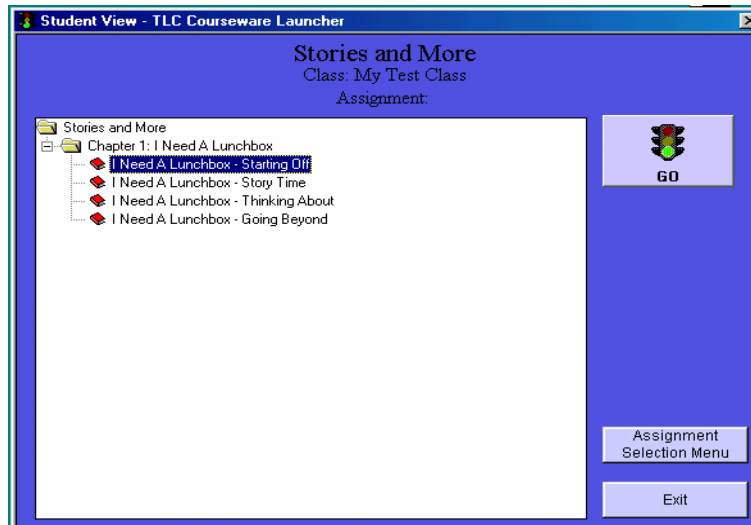 Student View - TLC Courseware Launcher
Stories and More
Class: My Test Class
Assignment:
Stories and More
Chapter 1: I Need A Lunchbox
I Need A Lunchbox - Starting Off
I Need A Lunchbox - Story Time
I Need A Lunchbox - Thinking About
I Need A Lunchbox - Going Beyond
GO
Assignment
Selection Menu
Exit